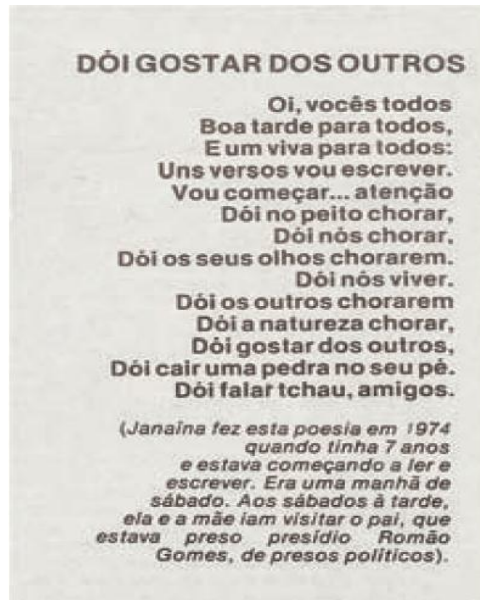 DÓI GOSTAR DOS OUTROS
Oi, vocês todos
Boa tarde para todos,
E um viva para todos:
Uns versos vou escrever.
Vou começar... atenção
Dói no peito chorar,
Dói nós chorar,
Dói os seus olhos chorarem.
Dói nós viver.
Dói os outros chorarem
Dói a natureza chorar,
Dói gostar dos outros,
Dói cair uma pedra no seu pé.
Dói falar tchau, amigos.
(Janaína fez esta poesia em 1974
quando tinha 7 anos
e estava começando a ler e
escrever. Era uma manhã de
sábado. Aos sábados à tarde,
ela e a mãe iam visitar o pai, que
estava preso presídio Romão
Gomes, de presos políticos).